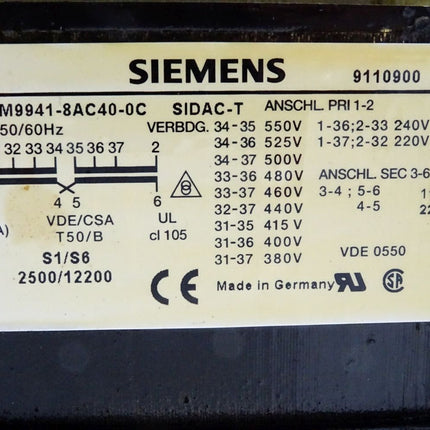 SIEMENS 9110900
M9941-8AC40-0C SIDAC-T ANSCHL. PRI 1-2
50/60Hz VERBDG. 34-35 550V 1-36;2-33 240V
32 33 34 35 36 37 2 34-36 525V 1-37;2-32 220V
34-37 500V
33-36 480V ANSCHL. SEC 3-6
33-37 460V 3-4 ; 5-6
4 5 6 32-37 440V 4-5
VDE/CSA UL 31-35 415V
T50/B cl 105 31-36 400V
S1/S6 31-37 380V VDE 0550
2500/12200
CE Made in Germany